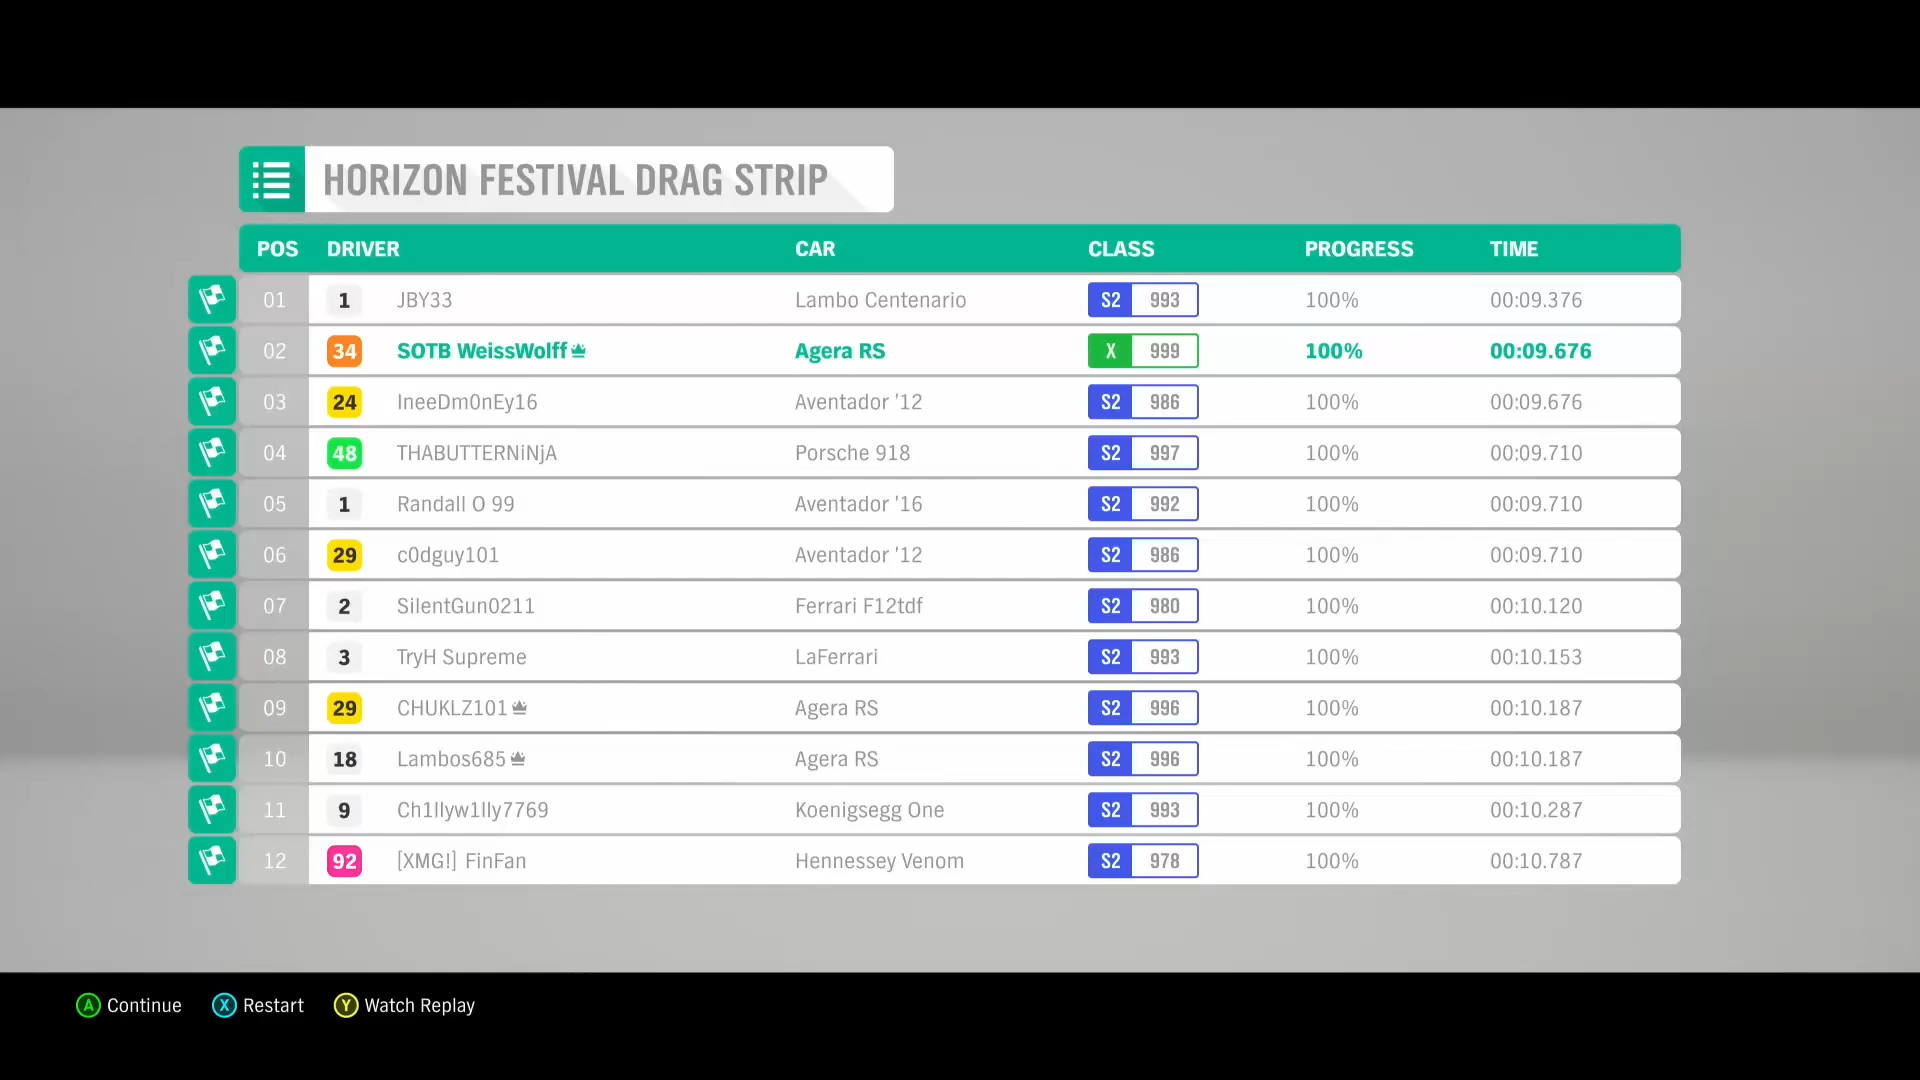 HORIZON FESTIVAL DRAG STRIP
POS DRIVER CAR CLASS PROGRESS TIME
01 1 JBY33 Lambo Centenario S2 993 100% 00:09.376
02 34 SOTB WeissWolff Agera RS X 999 100% 00:09.676
03 24 IneeDm0nEy16 Aventador '12 S2 986 100% 00:09.676
04 48 THABUTTERNiNjA Porsche 918 S2 997 100% 00:09.710
05 1 Randall O 99 Aventador '16 S2 992 100% 00:09.710
06 29 c0dguy101 Aventador '12 S2 986 100% 00:09.710
07 2 SilentGun0211 Ferrari F12tdf S2 980 100% 00:10.120
08 3 TryH Supreme LaFerrari S2 993 100% 00:10.153
09 29 CHUKLZ101 Agera RS S2 996 100% 00:10.187
10 18 Lambos685 Agera RS S2 996 100% 00:10.187
11 9 Ch1llyw1lly7769 Koenigsegg One S2 993 100% 00:10.287
12 92 [XMG!] FinFan Hennessey Venom S2 978 100% 00:10.787
A Continue X Restart Y Watch Replay